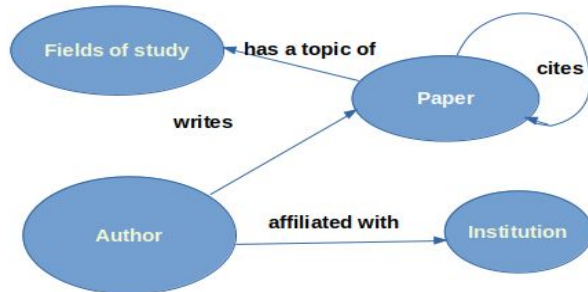 Fields of study
has a topic of
cites
Paper
writes
Author
affiliated with
Institution